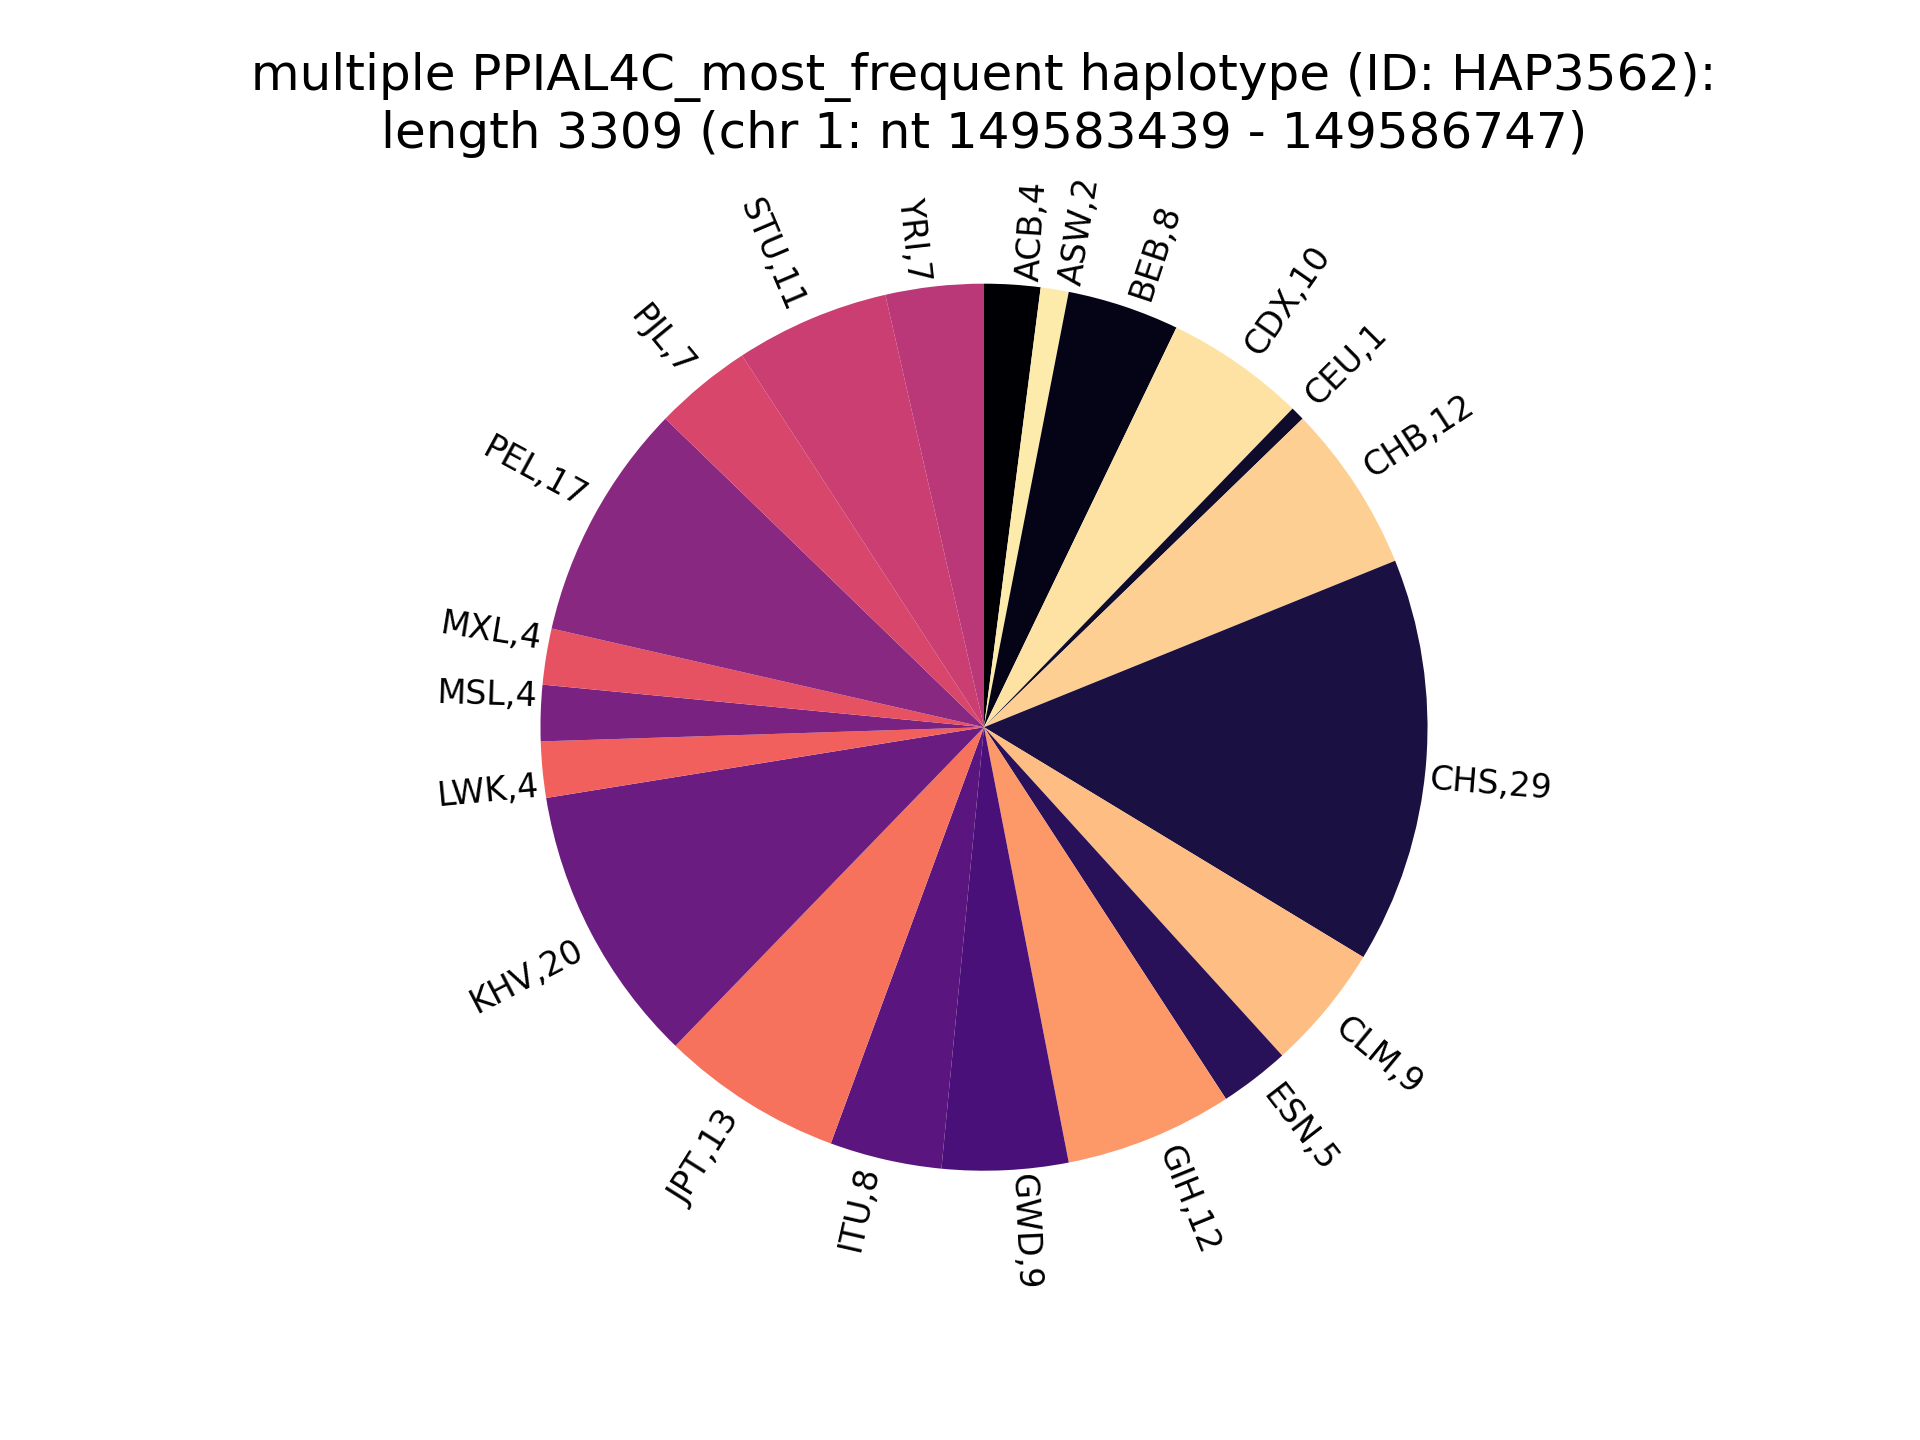 multiple PPIAL4C_most_frequent haplotype (ID: HAP3562):
length 3309 (chr 1: nt 149583439 - 149586747)
ACB,4
ASW,2
BEB,8
CDX,10
CEU,1
CHB,12
CHS,29
CLM,9
ESN,5
GIH,12
GWD,9
ITU,8
JPT,13
KHV,20
LWK,4
MSL,4
MXL,4
PEL,17
PJL,7
STU,11
YRI,7